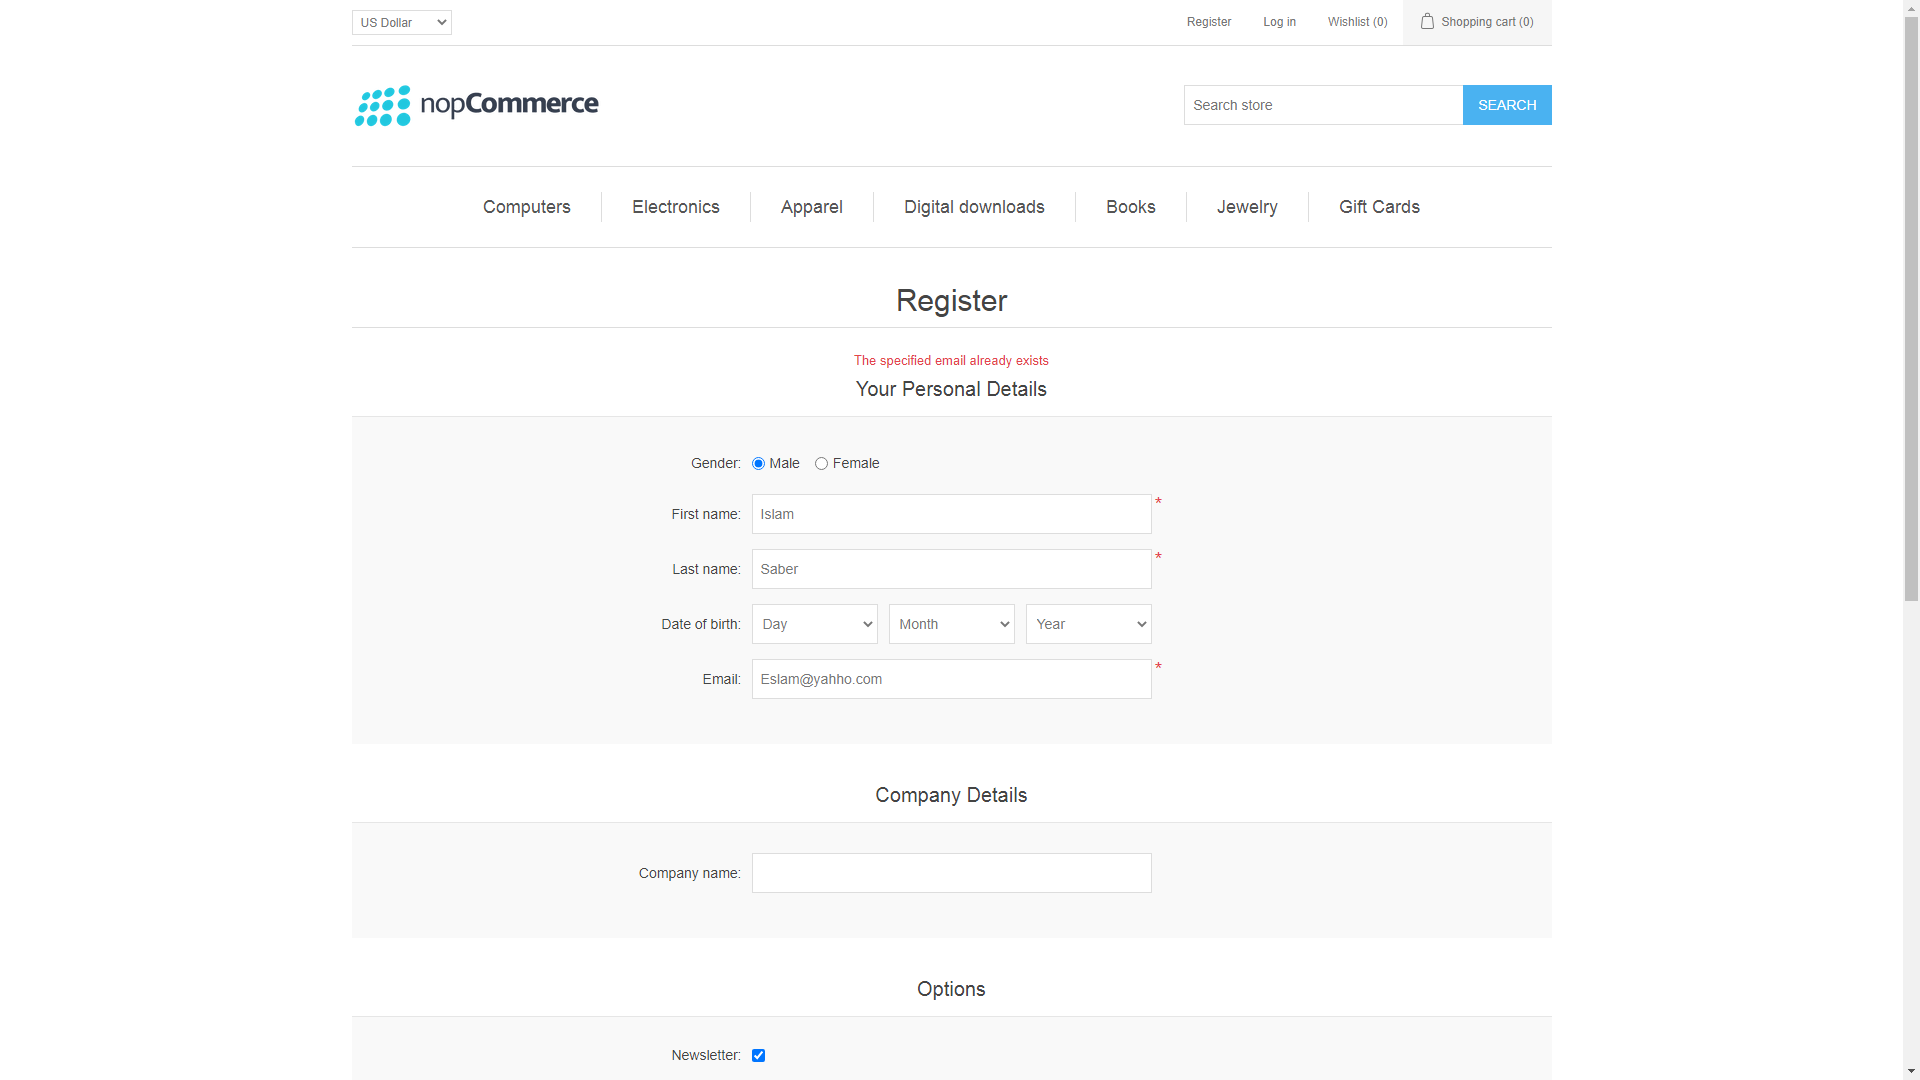 US Dollar
Register Log in Wishlist (0) Shopping cart (0)
nopCommerce
Search store SEARCH
Computers Electronics Apparel Digital downloads Books Jewelry Gift Cards
Register
The specified email already exists
Your Personal Details
Gender: Male Female
First name: Islam *
Last name: Saber *
Date of birth: Day Month Year
Email: Eslam@yahho.com *
Company Details
Company name:
Options
Newsletter: